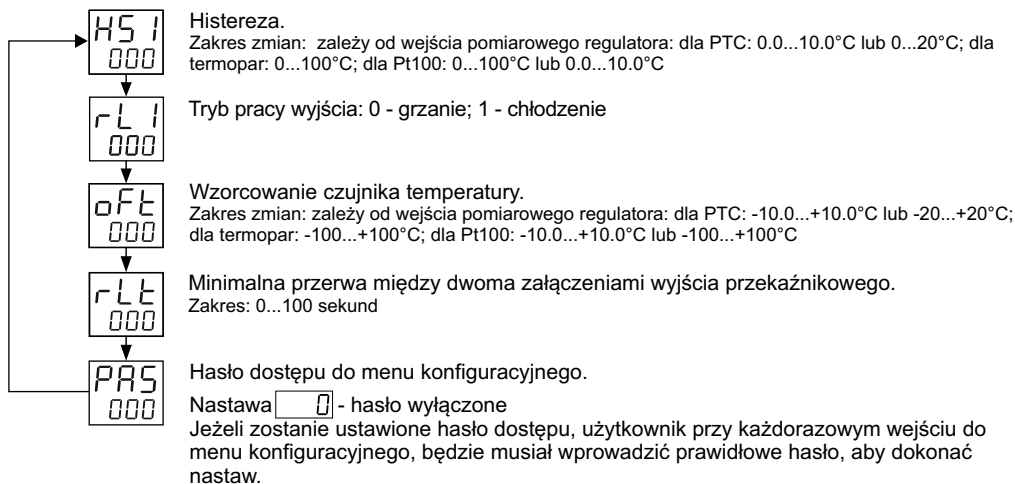 HS1
000
Histereza.
Zakres zmian: zależy od wejścia pomiarowego regulatora: dla PTC: 0.0...10.0°C lub 0...20°C; dla
termopar: 0...100°C; dla Pt100: 0...100°C lub 0.0...10.0°C
rL1
000
Tryb pracy wyjścia: 0 - grzanie; 1 - chłodzenie
oFt
000
Wzorcowanie czujnika temperatury.
Zakres zmian: zależy od wejścia pomiarowego regulatora: dla PTC: -10.0...+10.0°C lub -20...+20°C;
dla termopar: -100...+100°C; dla Pt100: -10.0...+10.0°C lub -100...+100°C
rLt
000
Minimalna przerwa między dwoma załączeniami wyjścia przekaźnikowego.
Zakres: 0...100 sekund
PAS
000
Hasło dostępu do menu konfiguracyjnego.
Nastawa 0 - hasło wyłączone
Jeżeli zostanie ustawione hasło dostępu, użytkownik przy każdorazowym wejściu do
menu konfiguracyjnego, będzie musiał wprowadzić prawidłowe hasło, aby dokonać
nastaw.